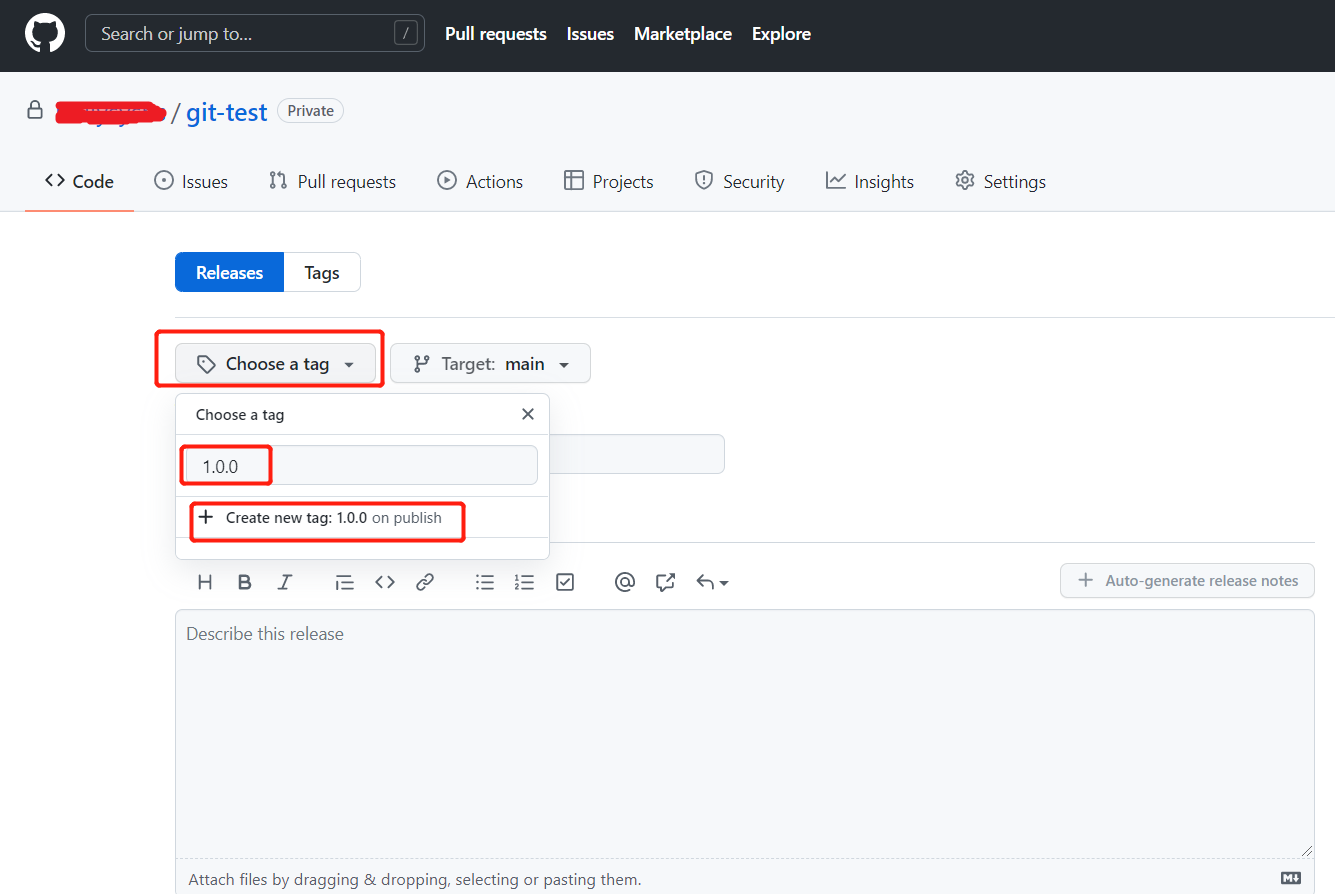 Search or jump to... / Pull requests Issues Marketplace Explore
/ git-test Private
Code Issues Pull requests Actions Projects Security Insights Settings
Releases Tags
Choose a tag Target: main
Choose a tag
1.0.0
Create new tag: 1.0.0 on publish
H B I @
Auto-generate release notes
Describe this release
Attach files by dragging & dropping, selecting or pasting them.